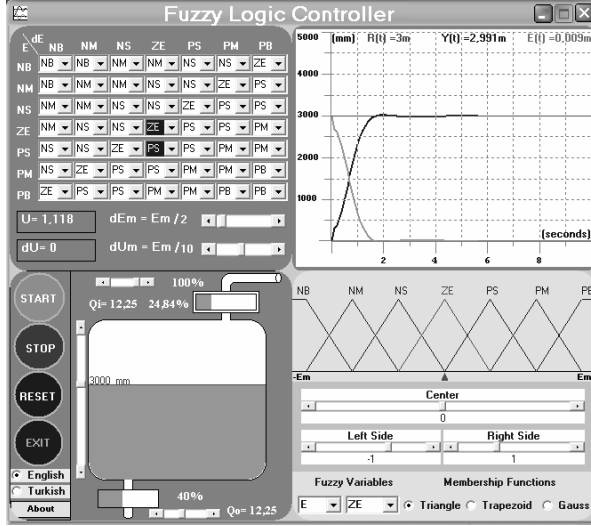 Fuzzy Logic Controller
dE
E NB NM NS ZE PS PM PB
NB NB NM NM NM NS NS ZE
NM NM NM NS NS NS ZE PS
NS NM NS NS NS ZE PS PS
ZE NM NS NS ZE PS PS PM
PS NS NS ZE PS PS PM PM
PM NS ZE PS PS PM PM PB
PB ZE PS PS PM PM PB PB
U= 1,118 dEm = Em /2
dU= 0 dUm = Em /10
5000 (mm) R(t) =3m Y(t) =2,991m E(t) =0,009m
4000
3000
2000
1000
(seconds)
2 4 6 8
START
STOP
RESET
EXIT
English
Turkish
About
100%
Qi= 12,25 24,84%
3000 mm
40%
Qo= 12,25
NB NM NS ZE PS PM PB
-Em Em
Center
0
Left Side Right Side
-1 1
Fuzzy Variables Membership Functions
E ZE Triangle Trapezoid Gauss